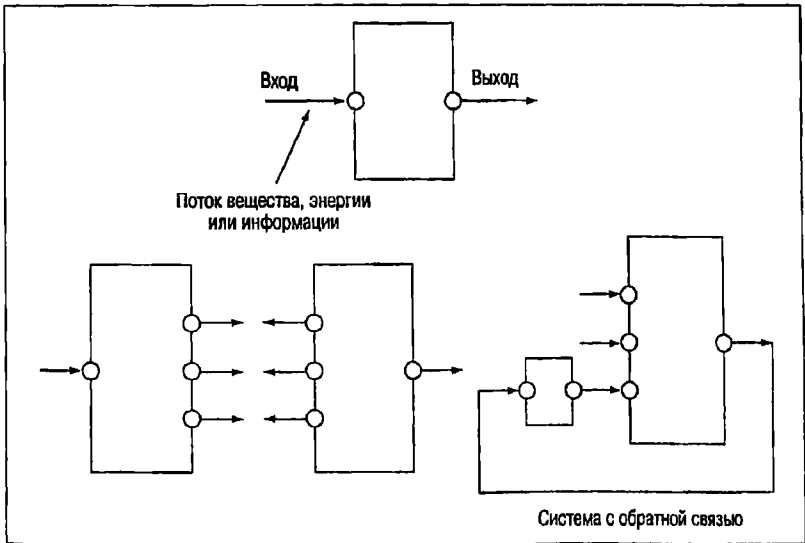 Вход
Выход
Поток вещества, энергии
или информации
Система с обратной связью